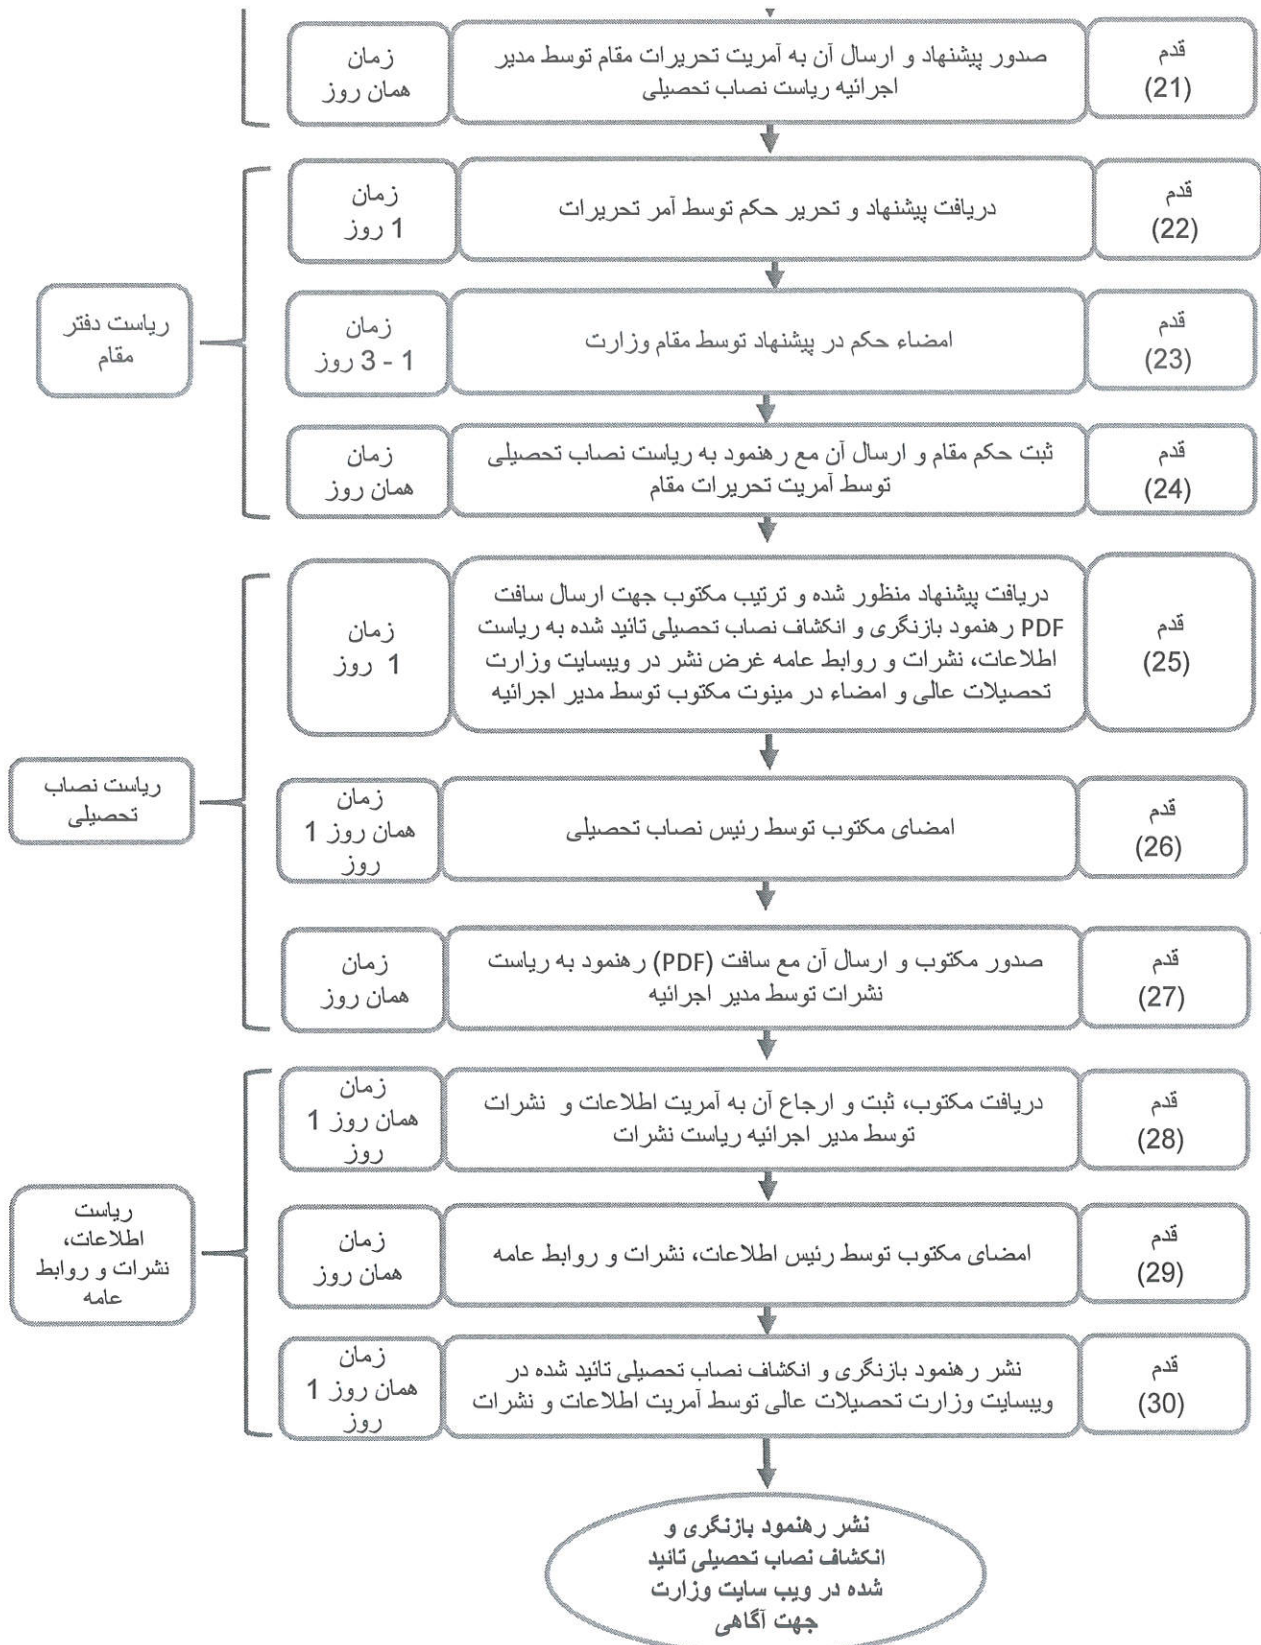 قدم
(21)
صدور پیشنهاد و ارسال آن به آمریت تحریرات مقام توسط مدیر
اجرائیه ریاست نصاب تحصیلی
زمان
همان روز
قدم
(22)
دریافت پیشنهاد و تحریر حکم توسط آمر تحریرات
زمان
1 روز
قدم
(23)
امضاء حکم در پیشنهاد توسط مقام وزارت
زمان
1 - 3 روز
ریاست دفتر
مقام
قدم
(24)
ثبت حکم مقام و ارسال آن مع رهنمود به ریاست نصاب تحصیلی
توسط آمریت تحریرات مقام
زمان
همان روز
قدم
(25)
دریافت پیشنهاد منظور شده و ترتیب مکتوب جهت ارسال سافت
PDF رهنمود بازنگری و انکشاف نصاب تحصیلی تائید شده به ریاست
اطلاعات، نشرات و روابط عامه غرض نشر در ویبسایت وزارت
تحصیلات عالی و امضاء در مینوت مکتوب توسط مدیر اجرائیه
زمان
1 روز
قدم
(26)
امضای مکتوب توسط رئیس نصاب تحصیلی
زمان
همان روز 1
روز
ریاست نصاب
تحصیلی
قدم
(27)
صدور مکتوب و ارسال آن مع سافت (PDF) رهنمود به ریاست
نشرات توسط مدیر اجرائیه
زمان
همان روز
قدم
(28)
دریافت مکتوب، ثبت و ارجاع آن به آمریت اطلاعات و نشرات
توسط مدیر اجرائیه ریاست نشرات
زمان
همان روز 1
روز
قدم
(29)
امضای مکتوب توسط رئیس اطلاعات، نشرات و روابط عامه
زمان
همان روز
ریاست
اطلاعات،
نشرات و روابط
عامه
قدم
(30)
نشر رهنمود بازنگری و انکشاف نصاب تحصیلی تائید شده در
ویبسایت وزارت تحصیلات عالی توسط آمریت اطلاعات و نشرات
زمان
همان روز 1
روز
نشر رهنمود بازنگری و
انکشاف نصاب تحصیلی تائید
شده در ویب سایت وزارت
جهت آگاهی